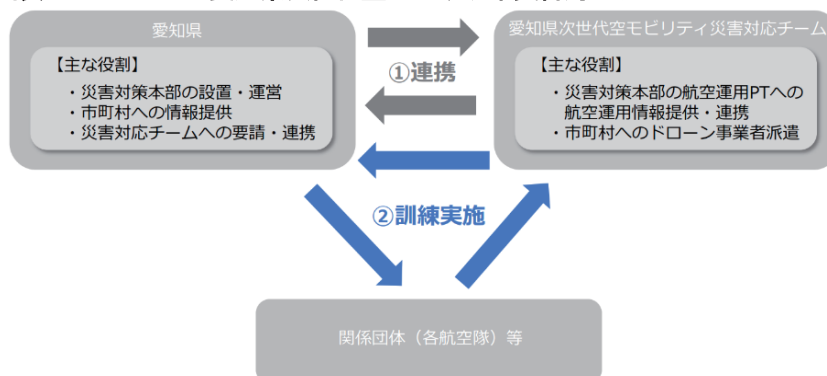 愛知県
【主な役割】
・災害対策本部の設置・運営
・市町村への情報提供
・災害対応チームへの要請・連携
①連携
愛知県次世代空モビリティ災害対応チーム
【主な役割】
・災害対策本部の航空運用PTへの
航空運用情報提供・連携
・市町村へのドローン事業者派遣
②訓練実施
関係団体（各航空隊）等